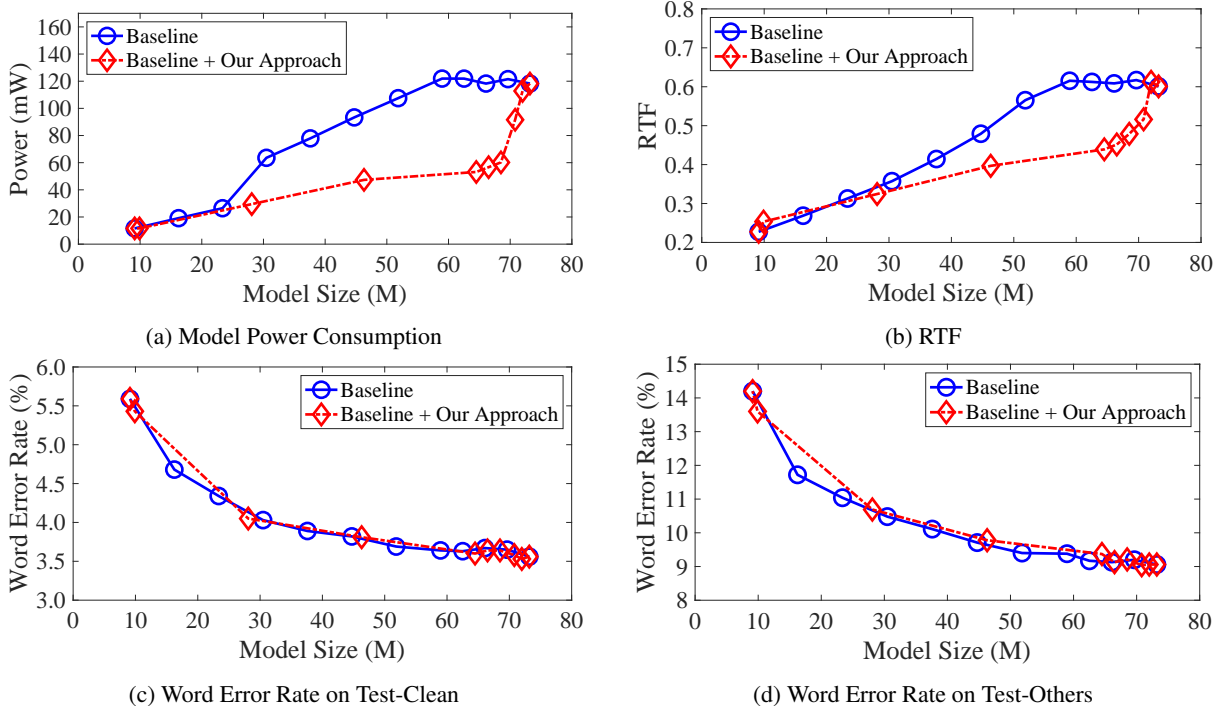 160
140
120
100
80
60
40
20
0
Power (mW)
Baseline
Baseline + Our Approach
0 10 20 30 40 50 60 70 80
Model Size (M)
(a) Model Power Consumption
0.8
0.7
0.6
0.5
0.4
0.3
0.2
RTF
Baseline
Baseline + Our Approach
0 10 20 30 40 50 60 70 80
Model Size (M)
(b) RTF
6.0
5.5
5.0
4.5
4.0
3.5
3.0
Word Error Rate (%)
Baseline
Baseline + Our Approach
0 10 20 30 40 50 60 70 80
Model Size (M)
(c) Word Error Rate on Test-Clean
15
14
13
12
11
10
9
8
Word Error Rate (%)
Baseline
Baseline + Our Approach
0 10 20 30 40 50 60 70 80
Model Size (M)
(d) Word Error Rate on Test-Others